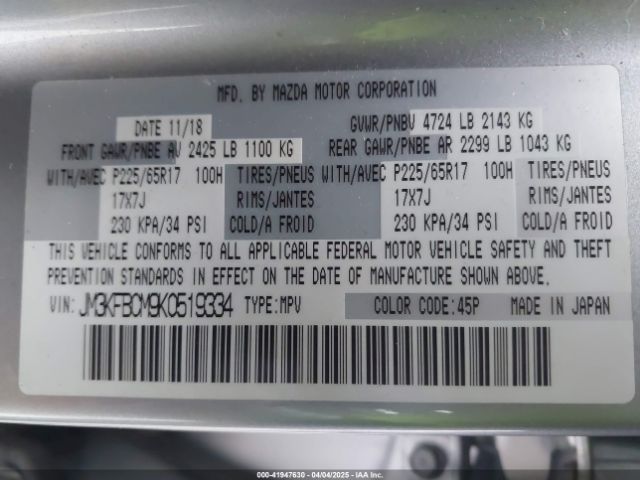 MFD. BY MAZDA MOTOR CORPORATION
DATE 11/18 GVWR/PNBV 4724 LB 2143 KG
FRONT GAWR/PNBE AV 2425 LB 1100 KG REAR GAWR/PNBE AR 2299 LB 1043 KG
WITH/AVEC P225/65R17 100H TIRES/PNEUS WITH/AVEC P225/65R17 100H TIRES/PNEUS
17X7J RIMS/JANTES 17X7J RIMS/JANTES
230 KPA/34 PSI COLD/A FROID 230 KPA/34 PSI COLD/A FROID
THIS VEHICLE CONFORMS TO ALL APPLICABLE FEDERAL MOTOR VEHICLE SAFETY AND THEFT
PREVENTION STANDARDS IN EFFECT ON THE DATE OF MANUFACTURE SHOWN ABOVE.
VIN: JM3KFBCM9K0519334 TYPE:MPV COLOR CODE:45P MADE IN JAPAN
000-41947630 - 04/04/2025 - IAA Inc.